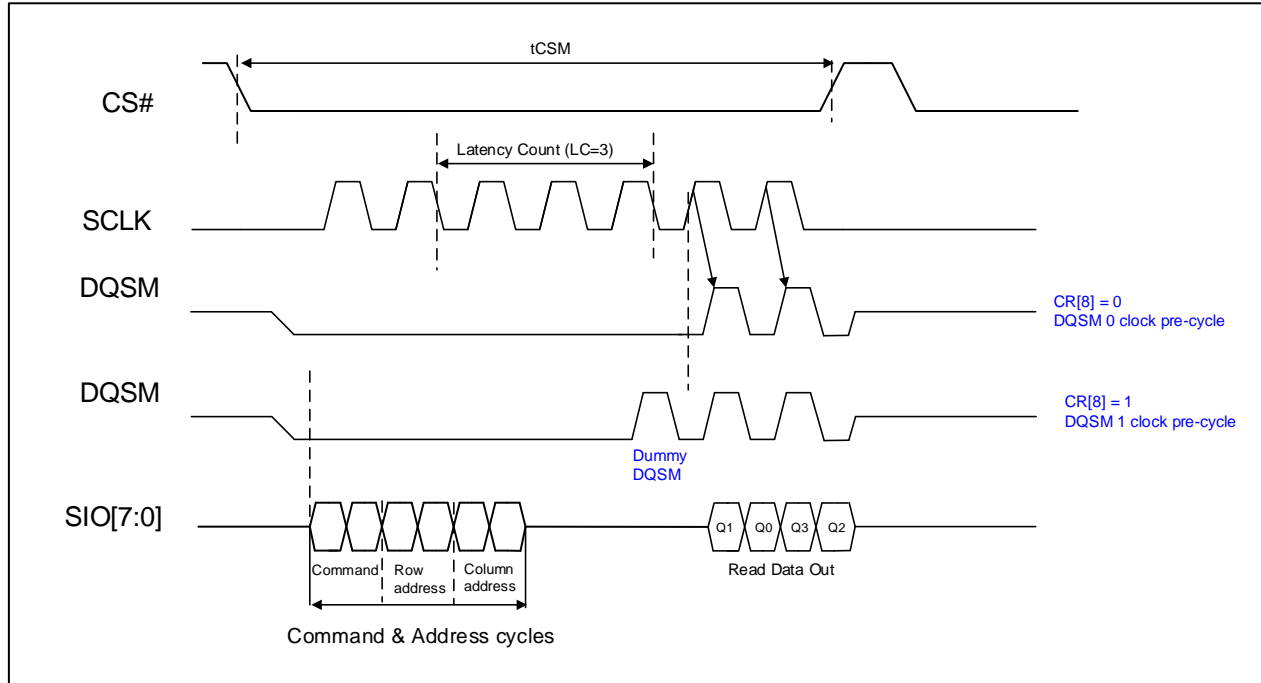 tCSM
CS#
Latency Count (LC=3)
SCLK
DQSM
CR[8] = 0
DQSM 0 clock pre-cycle
DQSM
CR[8] = 1
DQSM 1 clock pre-cycle
Dummy
DQSM
SIO[7:0]
Q1 Q0 Q3 Q2
Command
Row
address
Column
address
Read Data Out
Command & Address cycles